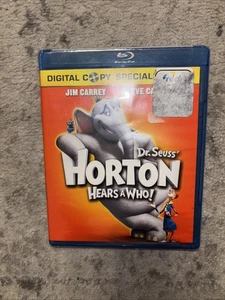 DIGITAL COPY SPECIAL
JIM CARREY
Dr. Seuss'
HORTON
HEARS A WHO!